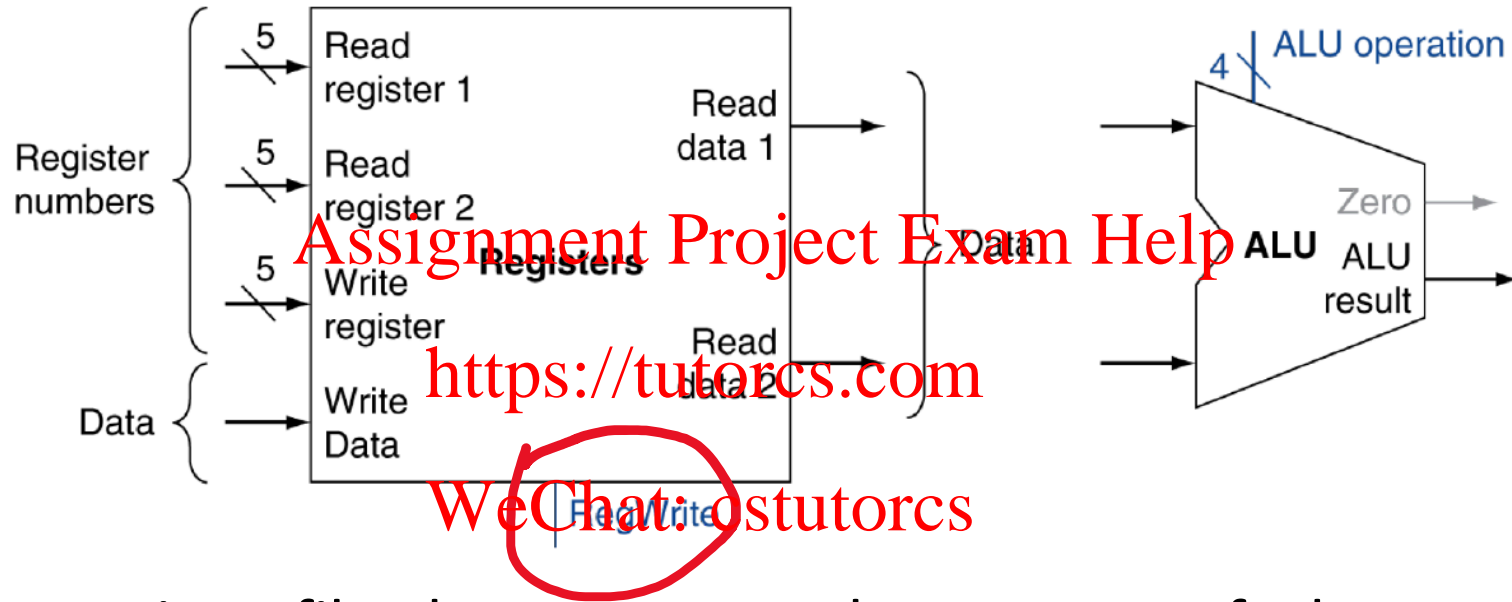 5
Read
register 1
5
Read
register 2
5
Write
register
Write
Data
Register
numbers
Data
Registers
Read
data 1
Read
data 2
RegWrite
Data
4
ALU operation
Zero
ALU
ALU
result
Assignment Project Exam Help
https://tutorcs.com
WeChat: cstutorcs